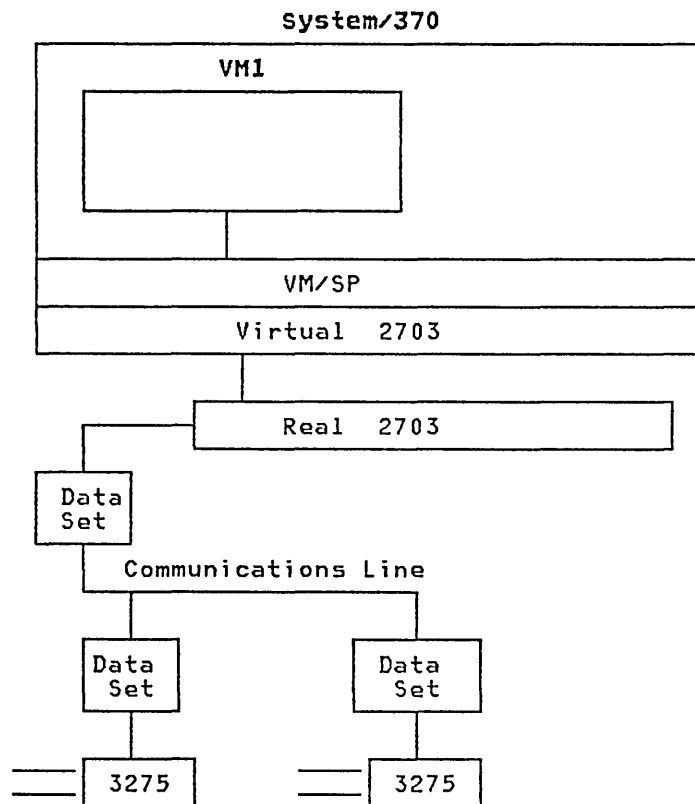 System/370
VM1
VM/SP
Virtual 2703
Real 2703
Data
Set
Communications Line
Data
Set
Data
Set
3275
3275